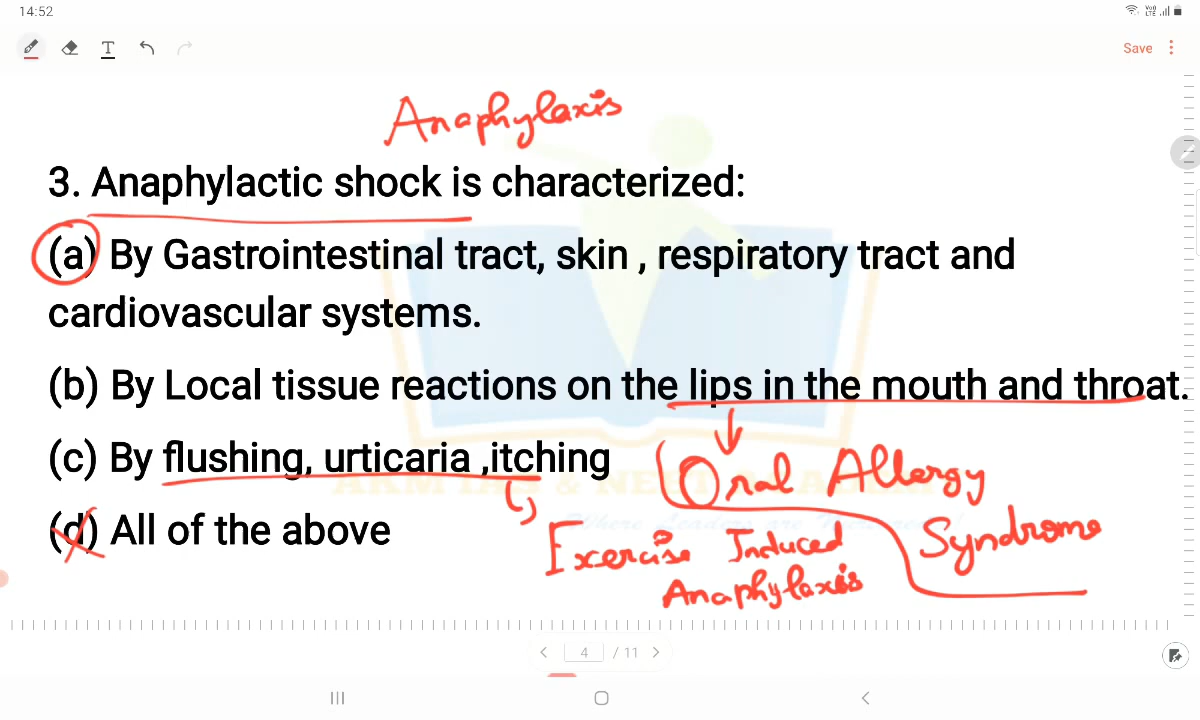 14:52
Save
Anaphylaxis
3. Anaphylactic shock is characterized:
(a) By Gastrointestinal tract, skin , respiratory tract and
cardiovascular systems.
(b) By Local tissue reactions on the lips in the mouth and throat.
(c) By flushing, urticaria ,itching
Oral Allergy
Syndrome
(d) All of the above
Exercise Induced
Anaphylaxis
4 / 11